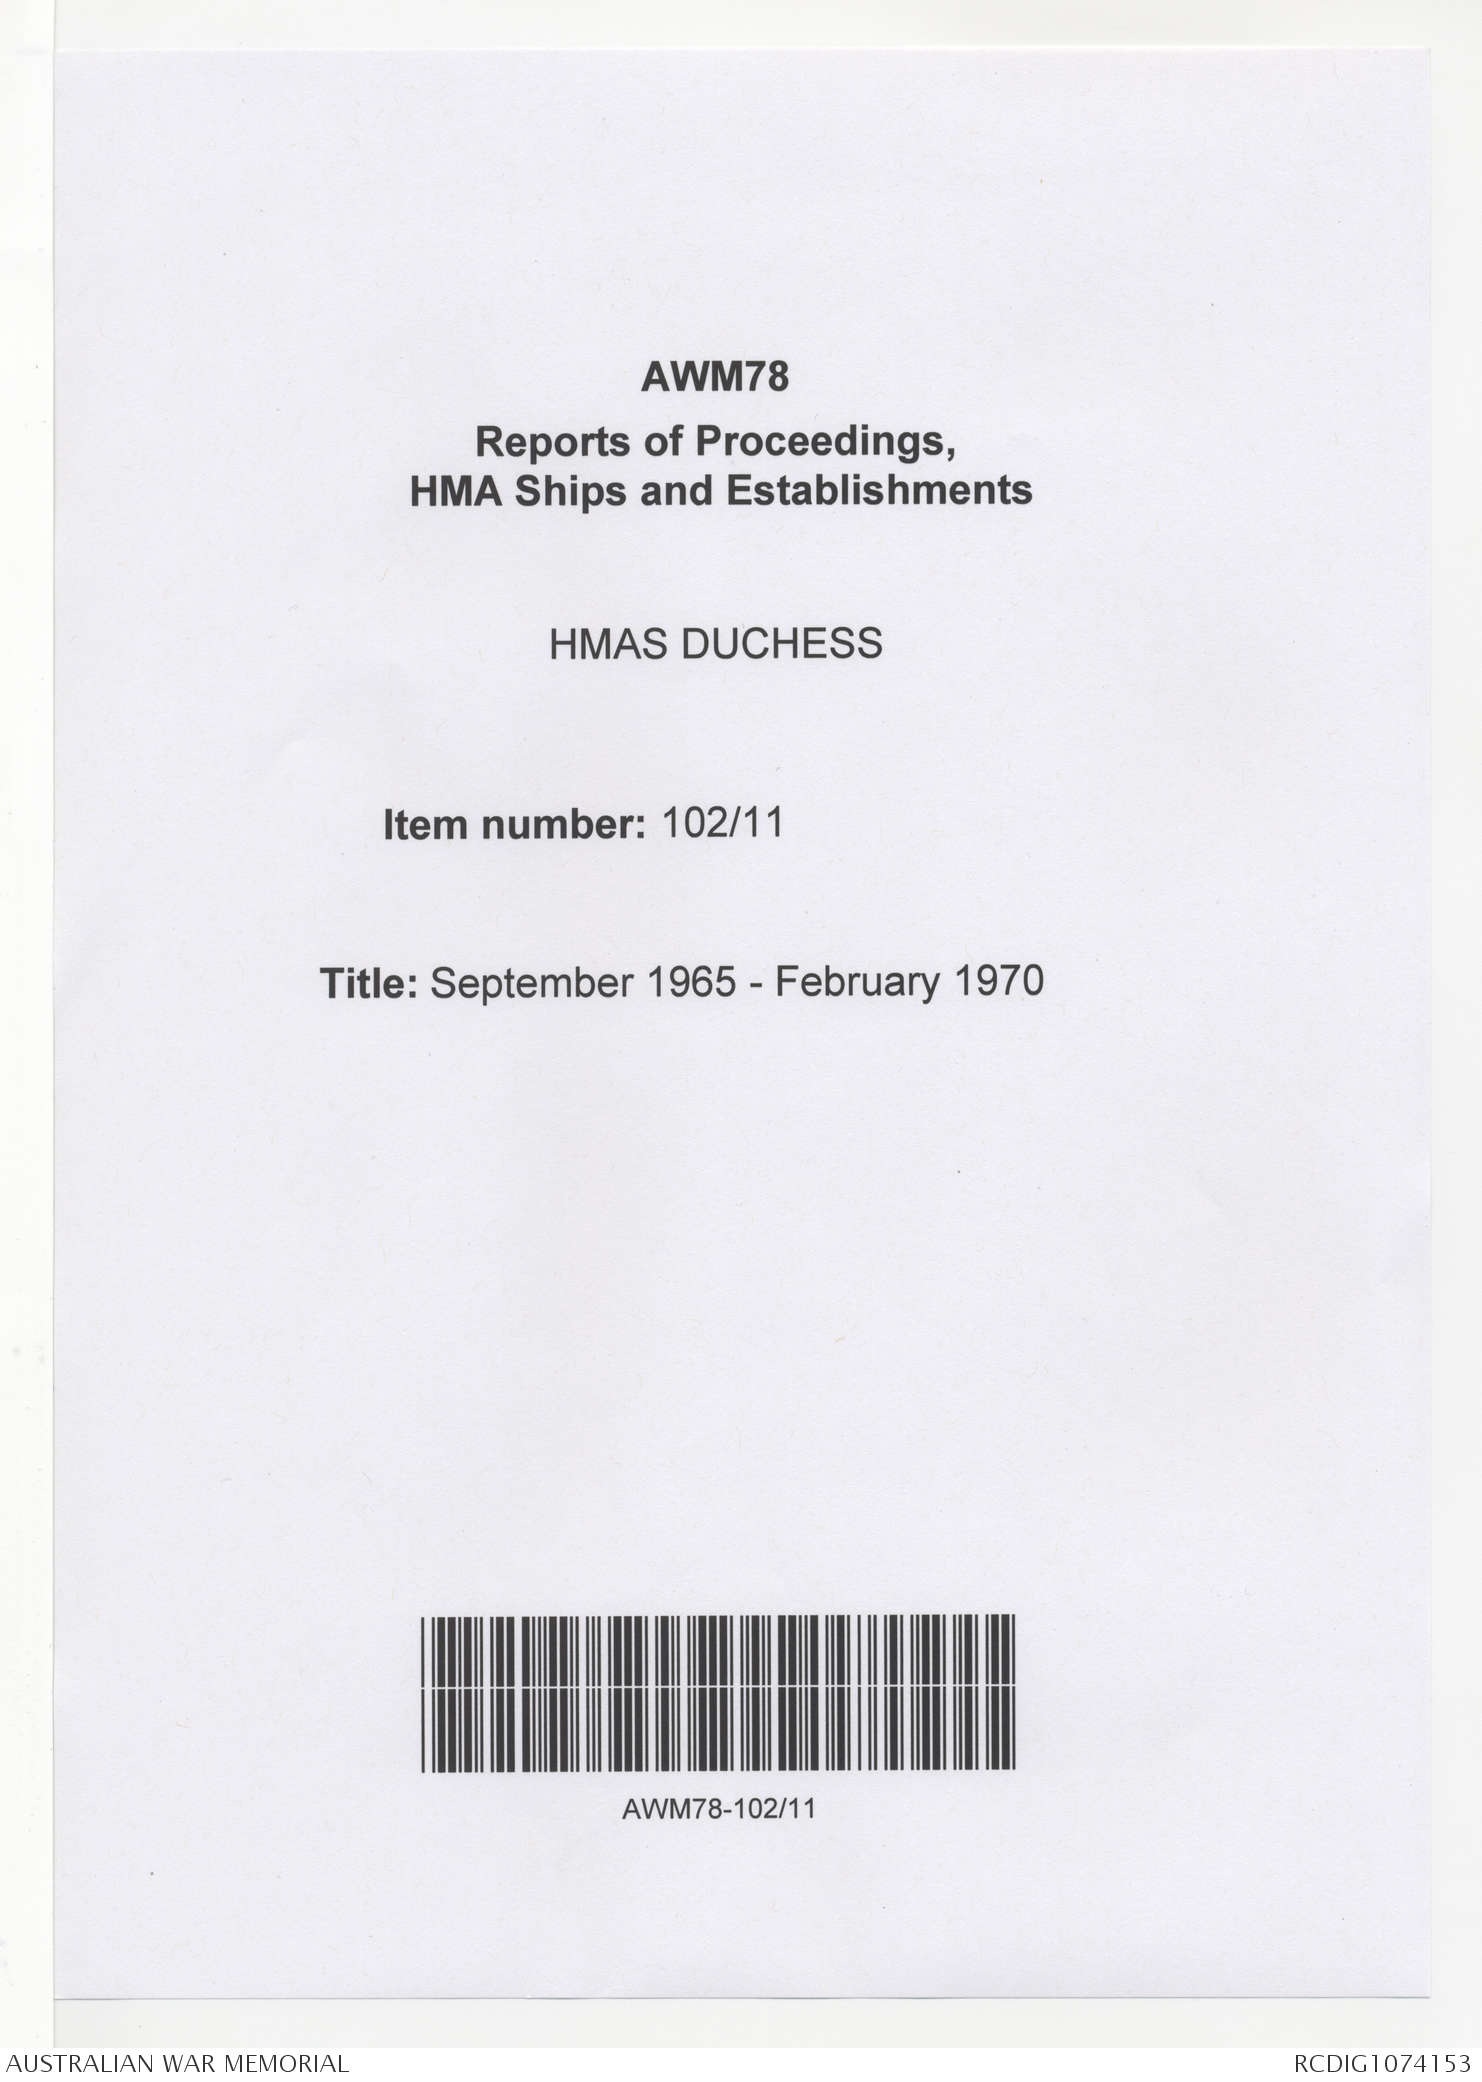 AWM78
Reports of Proceedings,
HMA Ships and Establishments
HMAS DUCHESS
Item number: 102/11
Title: September 1965 - February 1970
AWM78-102/11
AUSTRALIAN WAR MEMORIAL
RCDIG1074153